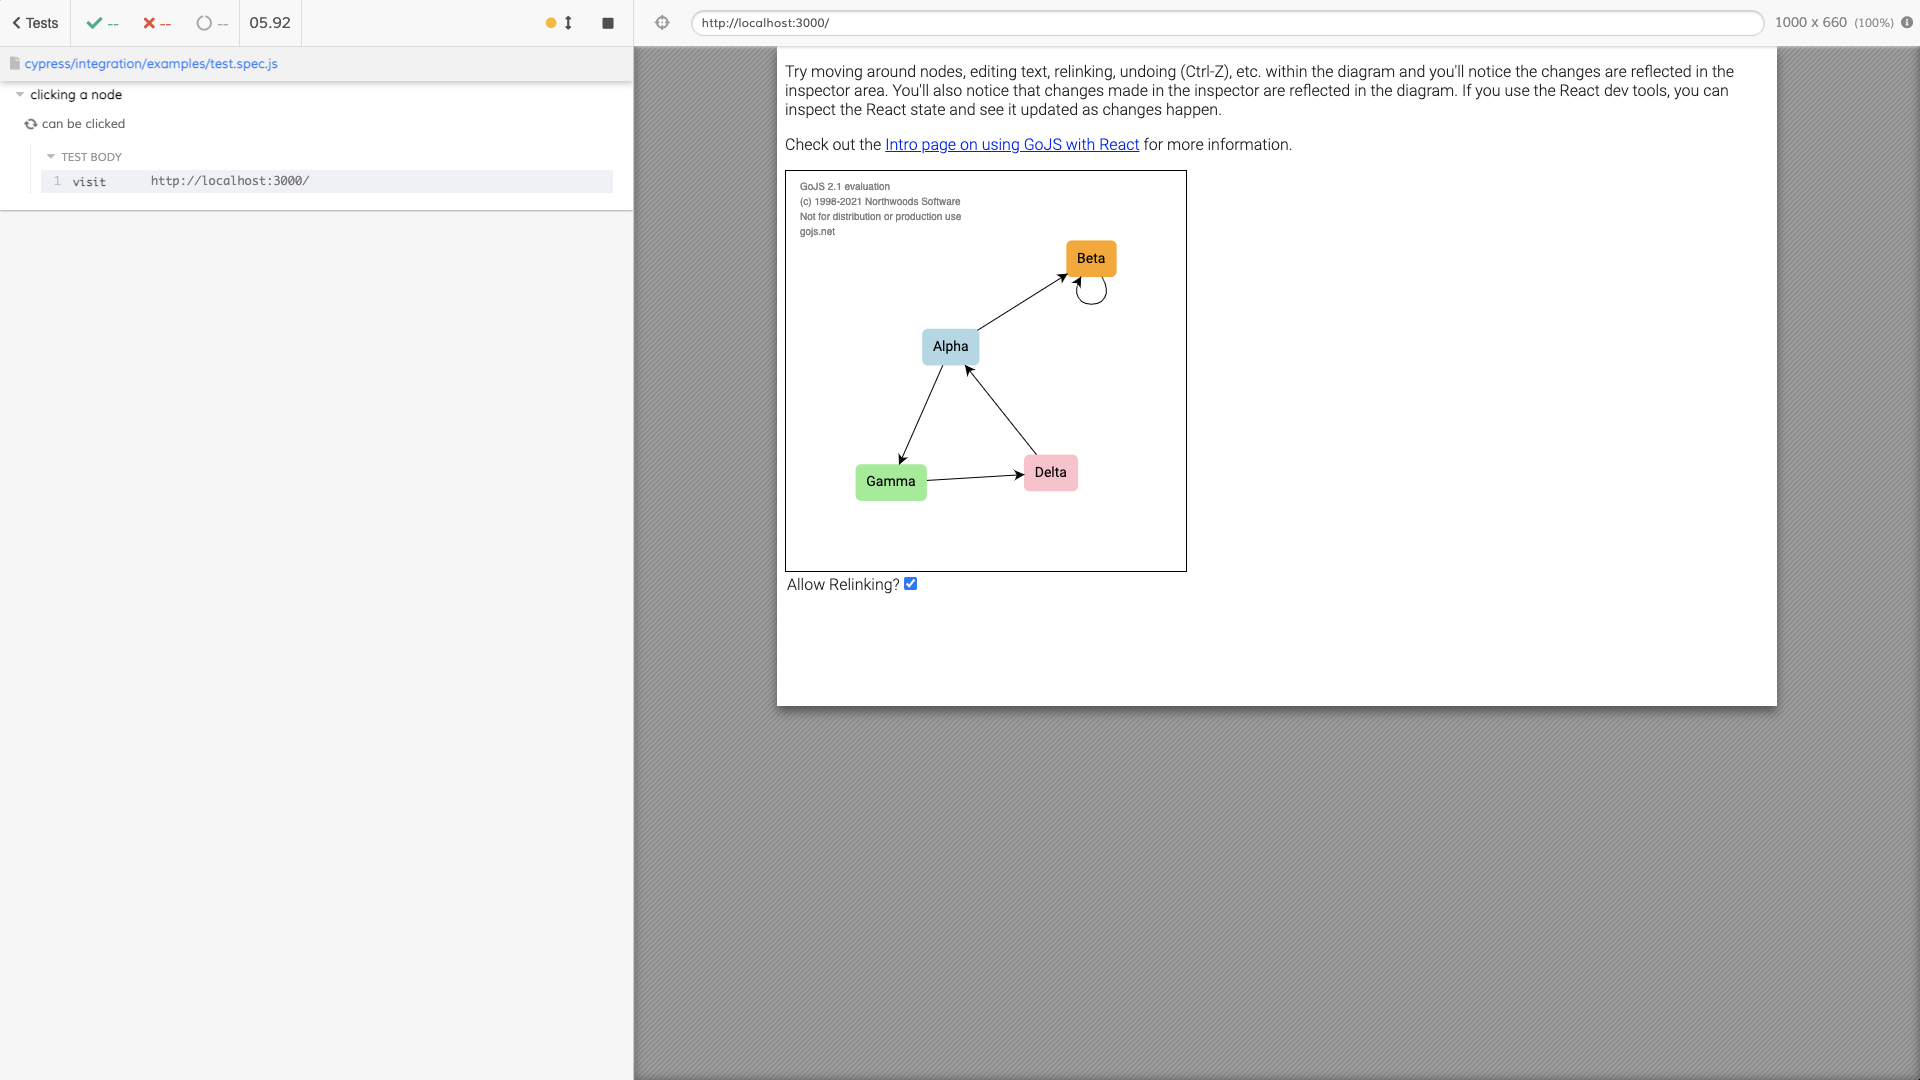 Tests
--
--
--
05.92
http://localhost:3000/
1000 x 660 (100%)
cypress/integration/examples/test.spec.js
clicking a node
can be clicked
TEST BODY
1 visit http://localhost:3000/
Try moving around nodes, editing text, relinking, undoing (Ctrl-Z), etc. within the diagram and you'll notice the changes are reflected in the
inspector area. You'll also notice that changes made in the inspector are reflected in the diagram. If you use the React dev tools, you can
inspect the React state and see it updated as changes happen.
Check out the Intro page on using GoJS with React for more information.
GoJS 2.1 evaluation
(c) 1998-2021 Northwoods Software
Not for distribution or production use
gojs.net
Beta
Alpha
Gamma
Delta
Allow Relinking?